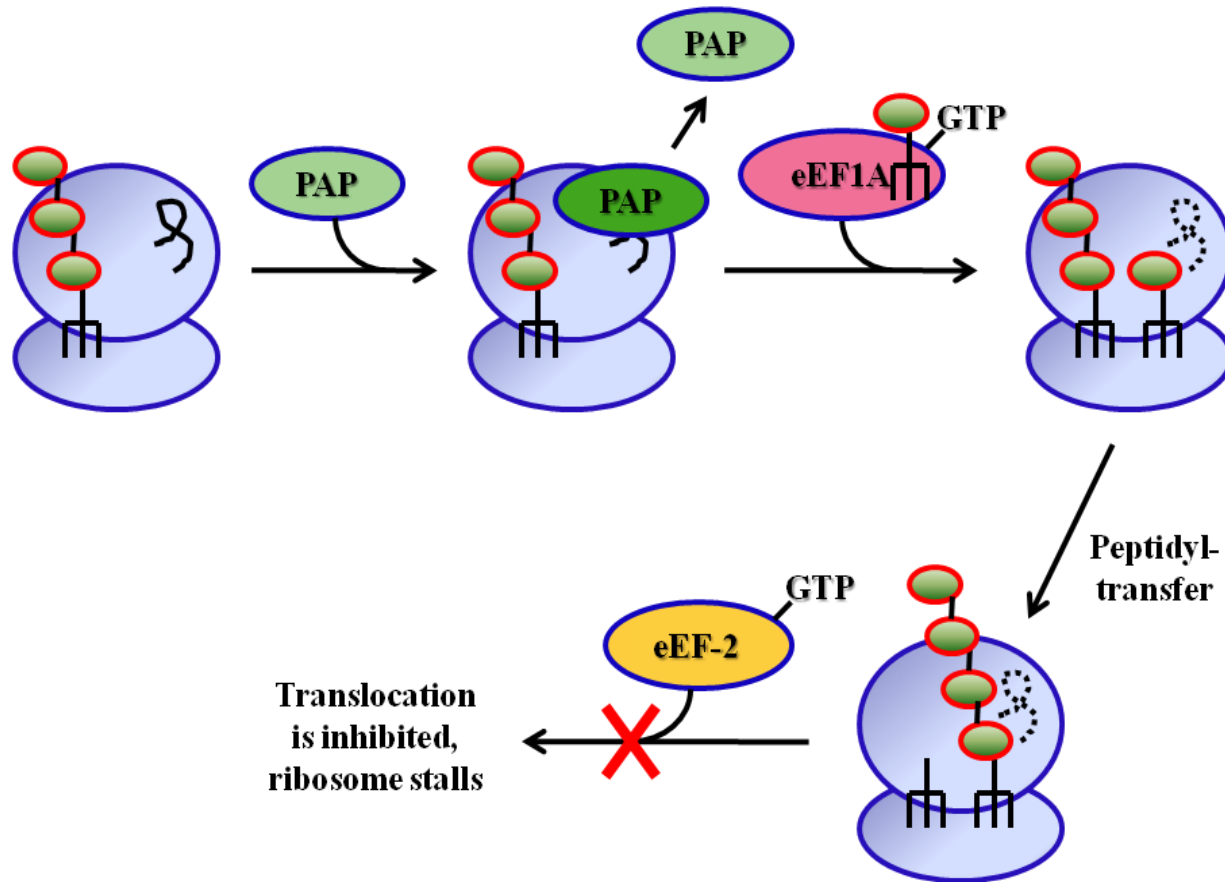 PAP
PAP
PAP
eEF1A
GTP
Peptidyl-
transfer
GTP
eEF-2
Translocation
is inhibited,
ribosome stalls